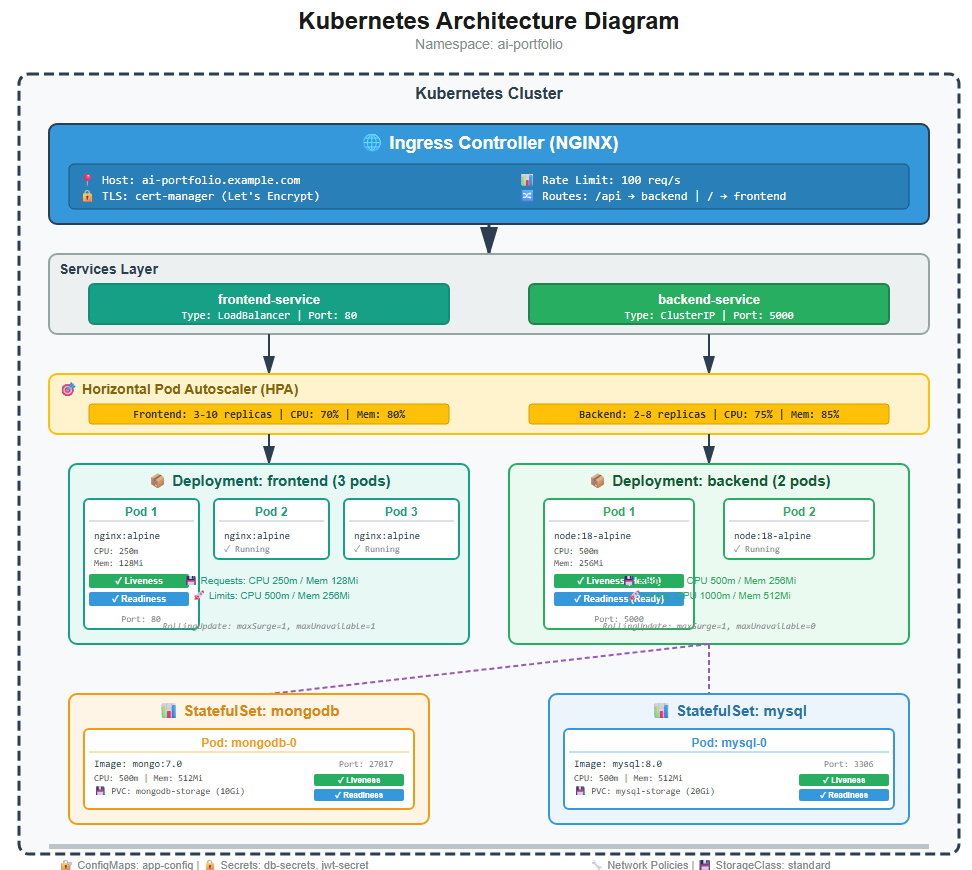 Kubernetes Architecture Diagram
Namespace: ai-portfolio
Kubernetes Cluster
Ingress Controller (NGINX)
Host: ai-portfolio.example.com
TLS: cert-manager (Let's Encrypt)
Rate Limit: 100 req/s
Routes: /api → backend | / → frontend
Services Layer
frontend-service
Type: LoadBalancer | Port: 80
backend-service
Type: ClusterIP | Port: 5000
Horizontal Pod Autoscaler (HPA)
Frontend: 3-10 replicas | CPU: 70% | Mem: 80%
Backend: 2-8 replicas | CPU: 75% | Mem: 85%
Deployment: frontend (3 pods)
Pod 1
nginx:alpine
CPU: 250m
Mem: 128Mi
✓ Liveness
✓ Readiness
Port: 80
Pod 2
nginx:alpine
✓ Running
Pod 3
nginx:alpine
✓ Running
Requests: CPU 250m / Mem 128Mi
Limits: CPU 500m / Mem 256Mi
RollingUpdate: maxSurge=1, maxUnavailable=1
Deployment: backend (2 pods)
Pod 1
node:18-alpine
CPU: 500m
Mem: 256Mi
✓ Liveness
✓ Readiness (Ready)
Port: 5000
Pod 2
node:18-alpine
✓ Running
CPU 500m / Mem 256Mi
CPU 1000m / Mem 512Mi
RollingUpdate: maxSurge=1, maxUnavailable=0
StatefulSet: mongodb
Pod: mongodb-0
Image: mongo:7.0
Port: 27017
CPU: 500m | Mem: 512Mi
✓ Liveness
PVC: mongodb-storage (10Gi)
✓ Readiness
StatefulSet: mysql
Pod: mysql-0
Image: mysql:8.0
Port: 3306
CPU: 500m | Mem: 512Mi
✓ Liveness
PVC: mysql-storage (20Gi)
✓ Readiness
ConfigMaps: app-config | Secrets: db-secrets, jwt-secret
Network Policies | StorageClass: standard